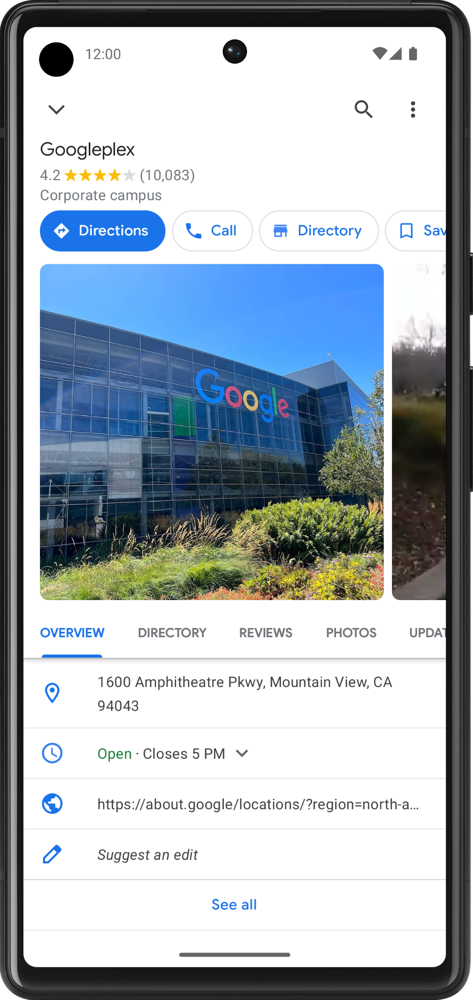 12:00
Googleplex
4.2 (10,083)
Corporate campus
Directions Call Directory Sav
Google
OVERVIEW DIRECTORY REVIEWS PHOTOS UPDAT
1600 Amphitheatre Pkwy, Mountain View, CA
94043
Open · Closes 5 PM
https://about.google/locations/?region=north-a...
Suggest an edit
See all